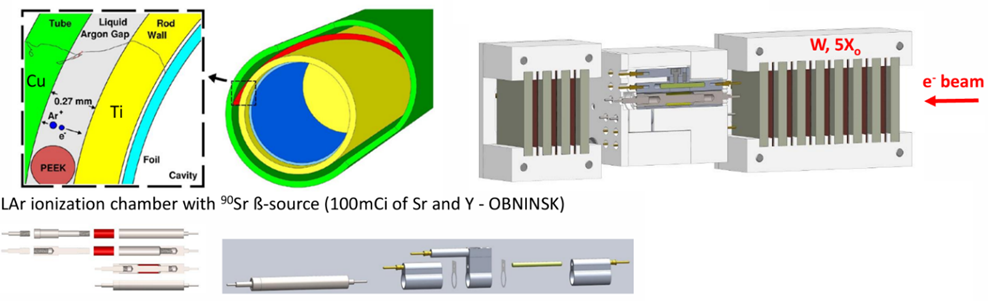 Tube
Liquid
Argon Gap
Rod
Wall
Cu
0.27 mm
Ti
Ar
+
e-
PEEK
Foil
Cavity
W, 5Xo
e- beam
LAr ionization chamber with 90Sr ß-source (100mCi of Sr and Y - OBNINSK)